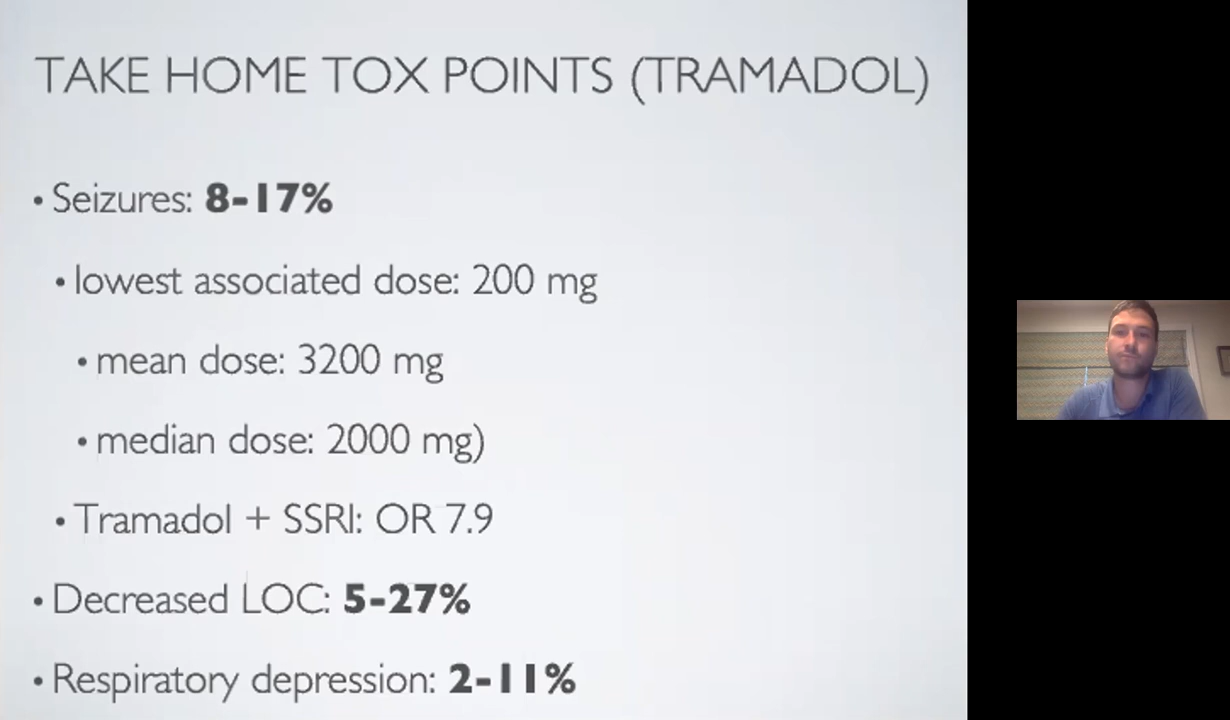 TAKE HOME TOX POINTS (TRAMADOL)
• Seizures: 8-17%
• lowest associated dose: 200 mg
• mean dose: 3200 mg
• median dose: 2000 mg)
• Tramadol + SSRI: OR 7.9
• Decreased LOC: 5-27%
• Respiratory depression: 2-11%